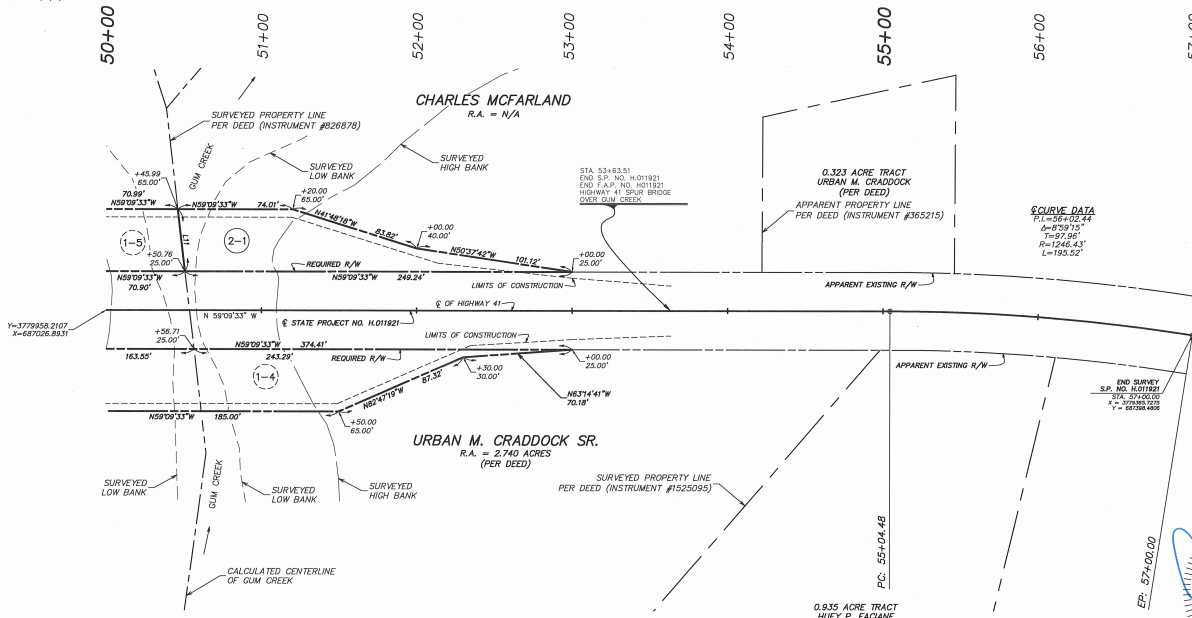 50+00
51+00
52+00
53+00
54+00
55+00
56+00
CHARLES MCFARLAND
R.A. = N/A
SURVEYED PROPERTY LINE
PER DEED (INSTRUMENT #826878)
GUM CREEK
SURVEYED
LOW BANK
SURVEYED
HIGH BANK
STA. 53+63.51
END S.P. NO. H.011921
END F.A.P. NO. H011921
HIGHWAY 41 SPUR BRIDGE
OVER GUM CREEK
0.323 ACRE TRACT
URBAN M. CRADDOCK
(PER DEED)
APPARENT PROPERTY LINE
PER DEED (INSTRUMENT #365215)
℄ CURVE DATA
P.I.=56+02.44
Δ=8°59'15"
T=97.96'
R=1246.43'
L=195.52'
+45.99
65.00'
70.99'
N59°09'33"W
N59°09'33"W 74.01'
+20.00
65.00'
N41°48'18"W
83.82'
+00.00
40.00'
N50°37'42"W
101.12'
+00.00
25.00'
1-5
L11
2-1
+50.76
25.00'
REQUIRED R/W
N59°09'33"W
70.90'
N59°09'33"W 249.24'
LIMITS OF CONSTRUCTION
APPARENT EXISTING R/W
Y=3779958.2107
X=687026.8931
N 59°09'33" W
℄ STATE PROJECT NO. H.011921
℄ OF HIGHWAY 41
+56.71
25.00'
LIMITS OF CONSTRUCTION
N59°09'33"W 374.41'
163.55'
243.29'
REQUIRED R/W
+00.00
25.00'
APPARENT EXISTING R/W
1-4
N82°47'19"W
87.32'
+30.00
30.00'
N63°14'41"W
70.18'
END SURVEY
S.P. NO. H.011921
STA. 57+00.00
X = 3779365.7275
Y = 687398.4806
N59°09'33"W
185.00'
+50.00
65.00'
URBAN M. CRADDOCK SR.
R.A. = 2.740 ACRES
(PER DEED)
SURVEYED
LOW BANK
GUM CREEK
SURVEYED
LOW BANK
SURVEYED
HIGH BANK
SURVEYED PROPERTY LINE
PER DEED (INSTRUMENT #1525095)
CALCULATED CENTERLINE
OF GUM CREEK
PC: 55+04.48
EP: 57+00.00
0.935 ACRE TRACT
HUEY P. FACIANE